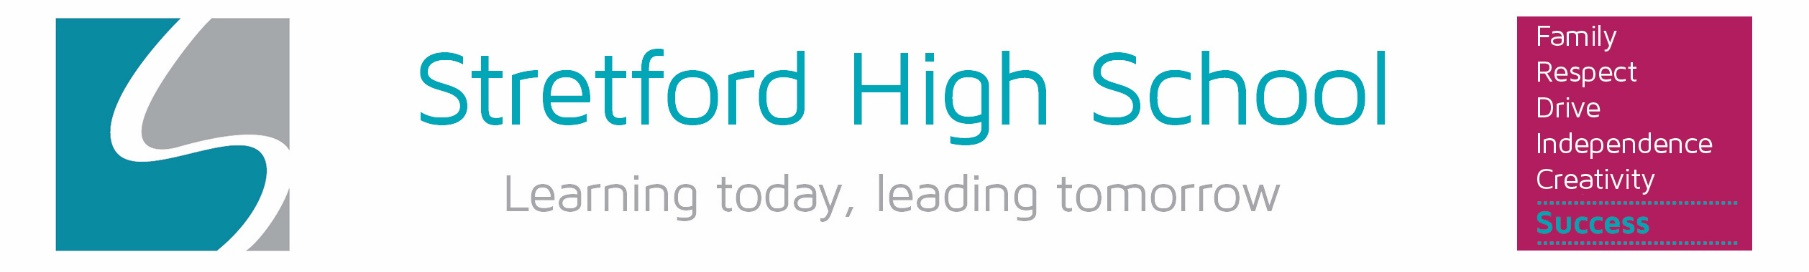 Stretford High School
Learning today, leading tomorrow
Family
Respect
Drive
Independence
Creativity
Success